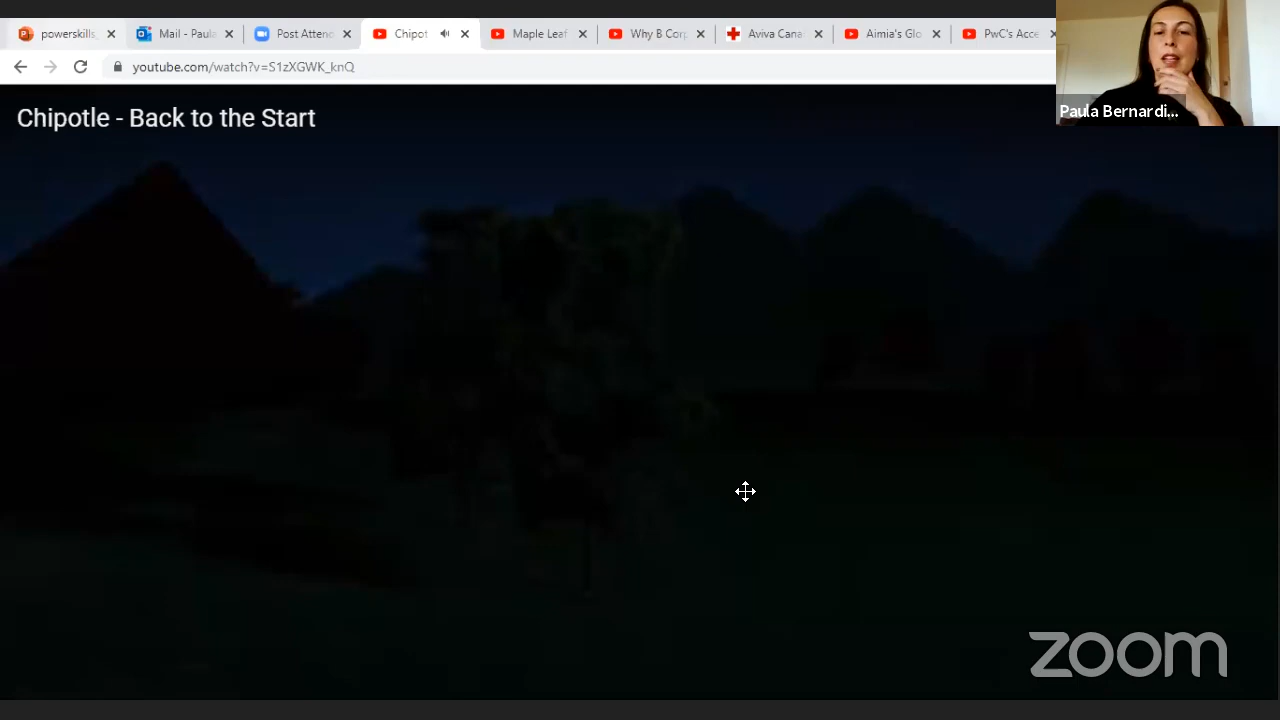 powerskills
Mail - Paula
Post Attend
Chipot
Maple Leaf
Why B Corp
Aviva Cana
Aimia's Glo
PwC's Acce
youtube.com/watch?v=S1zXGWK_knQ
Chipotle - Back to the Start
Paula Bernardi...
zoom